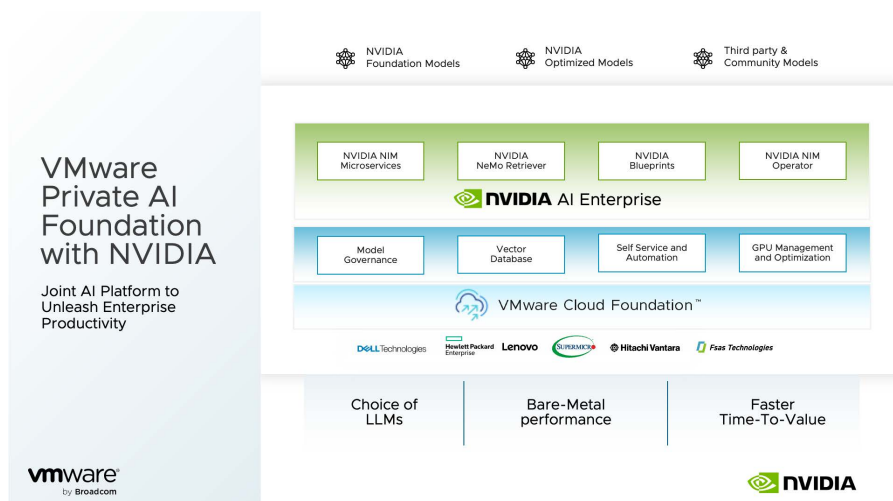 VMware
Private AI
Foundation
with NVIDIA
Joint AI Platform to
Unleash Enterprise
Productivity
vmware®
by Broadcom
NVIDIA
Foundation Models
NVIDIA
Optimized Models
Third party &
Community Models
NVIDIA NIM
Microservices
NVIDIA
NeMo Retriever
NVIDIA
Blueprints
NVIDIA NIM
Operator
NVIDIA AI Enterprise
Model
Governance
Vector
Database
Self Service and
Automation
GPU Management
and Optimization
VMware Cloud Foundation™
DELL Technologies
Hewlett Packard
Enterprise
Lenovo
SUPERMICRO
Hitachi Vantara
Fsas Technologies
Choice of
LLMs
Bare-Metal
performance
Faster
Time-To-Value
NVIDIA